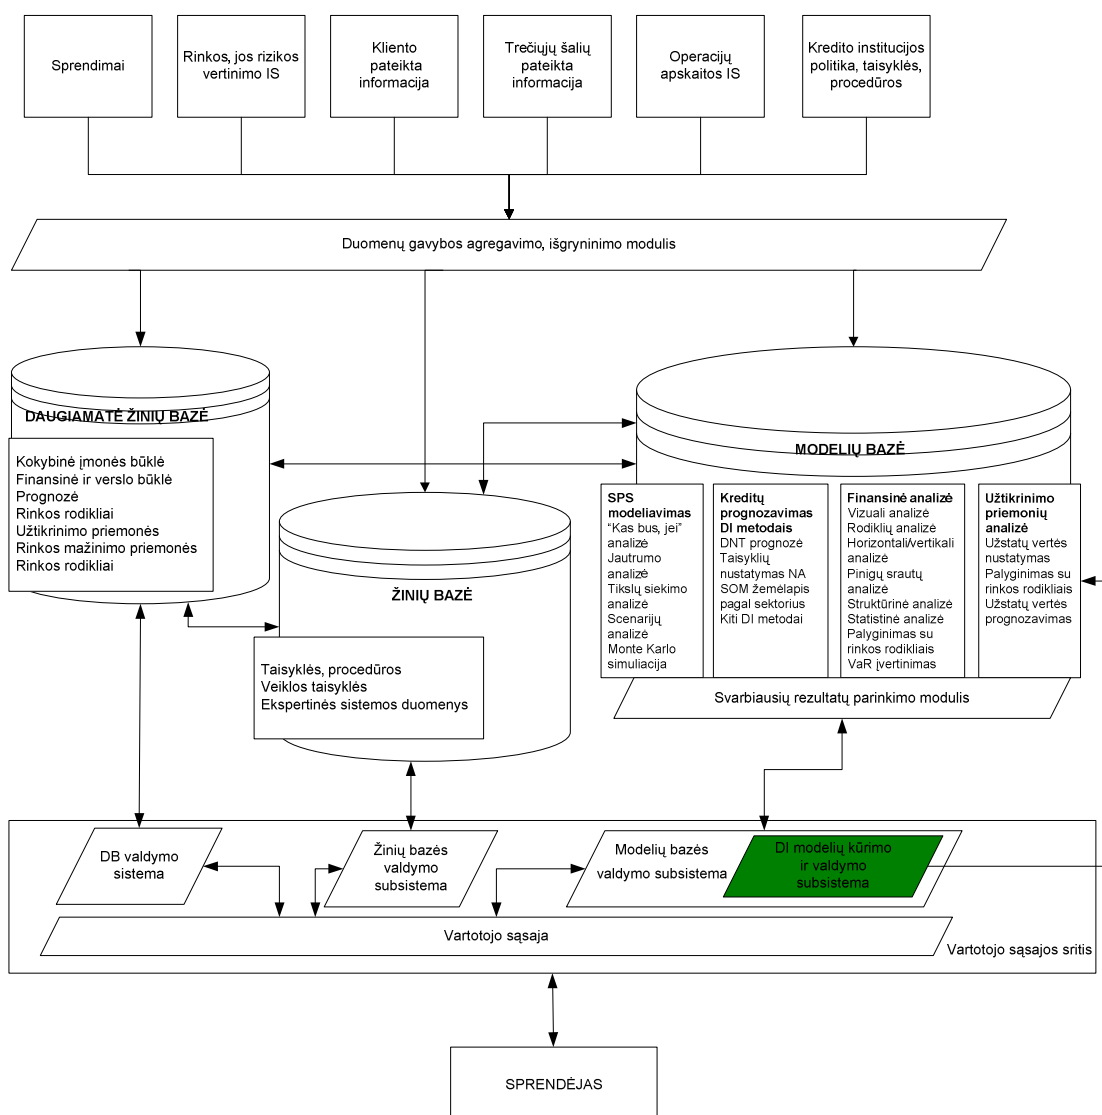 Sprendimai
Rinkos, jos rizikos
vertinimo IS
Kliento
pateikta
informacija
Trečiųjų šalių
pateikta
informacija
Operacijų
apskaitos IS
Kredito institucijos
politika, taisyklės,
procedūros
Duomenų gavybos agregavimo, išgryninimo modulis
DAUGIAMATĖ ŽINIŲ BAZĖ
Kokybinė įmonės būklė
Finansinė ir verslo būklė
Prognozė
Rinkos rodikliai
Užtikrinimo priemonės
Rinkos mažinimo priemonės
Rinkos rodikliai
ŽINIŲ BAZĖ
Taisyklės, procedūros
Veiklos taisyklės
Ekspertinės sistemos duomenys
MODELIŲ BAZĖ
SPS
modeliavimas
“Kas bus, jei”
analizė
Jautrumo
analizė
Tikslų siekimo
analizė
Scenarijų
analizė
Monte Karlo
simuliacija
Kreditų
prognozavimas
DI metodais
DNT prognozė
Taisyklių
nustatymas NA
SOM žemėlapis
pagal sektorius
Kiti DI metodai
Finansinė analizė
Vizuali analizė
Rodiklių analizė
Horizontali/vertikali
analizė
Pinigų srautų
analizė
Struktūrinė analizė
Statistinė analizė
Palyginimas su
rinkos rodikliais
VaR įvertinimas
Užtikrinimo
priemonių
analizė
Užstatų vertės
nustatymas
Palyginimas su
rinkos rodikliais
Užstatų vertės
prognozavimas
Svarbiausių rezultatų parinkimo modulis
DB valdymo
sistema
Žinių bazės
valdymo
subsistema
Modelių bazės
valdymo subsistema
DI modelių kūrimo
ir valdymo
subsistema
Vartotojo sąsaja
Vartotojo sąsajos sritis
SPRENDĖJAS